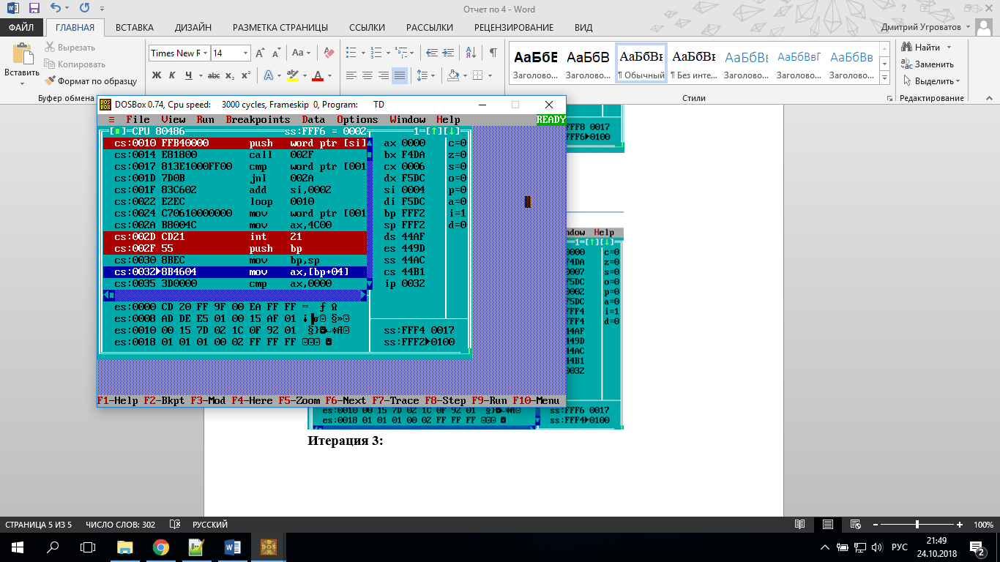 Отчет по 4 - Word
ФАЙЛ ГЛАВНАЯ ВСТАВКА ДИЗАЙН РАЗМЕТКА СТРАНИЦЫ ССЫЛКИ РАССЫЛКИ РЕЦЕНЗИРОВАНИЕ ВИД Дмитрий Угроватов
Вставить
Вырезать
Копировать
Формат по образцу
Буфер обмена
Times New R 14
Ж К Ч abc x₂ x²
АаБбВ АаБбВ АаБбВв АаБбВв АаБбВв АаБбВвГ АаБбВв
Заголово... Заголово... ¶ Обычный ¶ Без инте... Заголово... Заголово... Заголово...
Стили
Найти
Заменить
Выделить
Редактирование
DOSBox 0.74, Cpu speed: 3000 cycles, Frameskip 0, Program: TD
≡ File View Run Breakpoints Data Options Window Help READY
CPU 80486 ss:FFF6 = 0002 1=[↑][↓]
cs:0010 FFB40000 push word ptr [si] ax 0000 c=0
cs:0014 E81800 call 002F bx F4DA z=0
cs:0017 813E1000FF00 cmp word ptr [001 cx 0006 s=0
cs:001D 7D0B jnl 002A dx F5DC o=0
cs:001F 83C602 add si,0002 si 0004 p=0
cs:0022 E2EC loop 0010 di F5DC a=0
cs:0024 C70610000000 mov word ptr [001 bp FFF2 i=1
cs:002A B8004C mov ax,4C00 sp FFF2 d=0
cs:002D CD21 int 21 ds 44AF
cs:002F 55 push bp es 449D
cs:0030 8BEC mov bp,sp ss 44AC
cs:0032►8B4604 mov ax,[bp+04] cs 44B1
cs:0035 3D0000 cmp ax,0000 ip 0032
es:0000 CD 20 FF 9F 00 EA FF FF
es:0008 AD DE E5 01 00 15 AF 01
es:0010 00 15 7D 02 1C 0F 92 01 ss:FFF4 0017
es:0018 01 01 01 00 02 FF FF FF ss:FFF2►0100
F1-Help F2-Bkpt F3-Mod F4-Here F5-Zoom F6-Next F7-Trace F8-Step F9-Run F10-Menu
FFF8 0017
FFF6►0100
ndow Help
1=[↑][↓]
0000 c=0
F4DA z=0
0007 s=0
F5DC o=0
0002 p=0
F5DC a=0
FFF4 i=1
FFF4 d=0
44AF
449D
44AC
44B1
0032
es:0010 00 15 7D 02 1C 0F 92 01 ss:FFF6 0017
es:0018 01 01 01 00 02 FF FF FF ss:FFF4►0100
Итерация 3:
СТРАНИЦА 5 ИЗ 5 ЧИСЛО СЛОВ: 302 РУССКИЙ 100%
РУС 21:49
24.10.2018
2